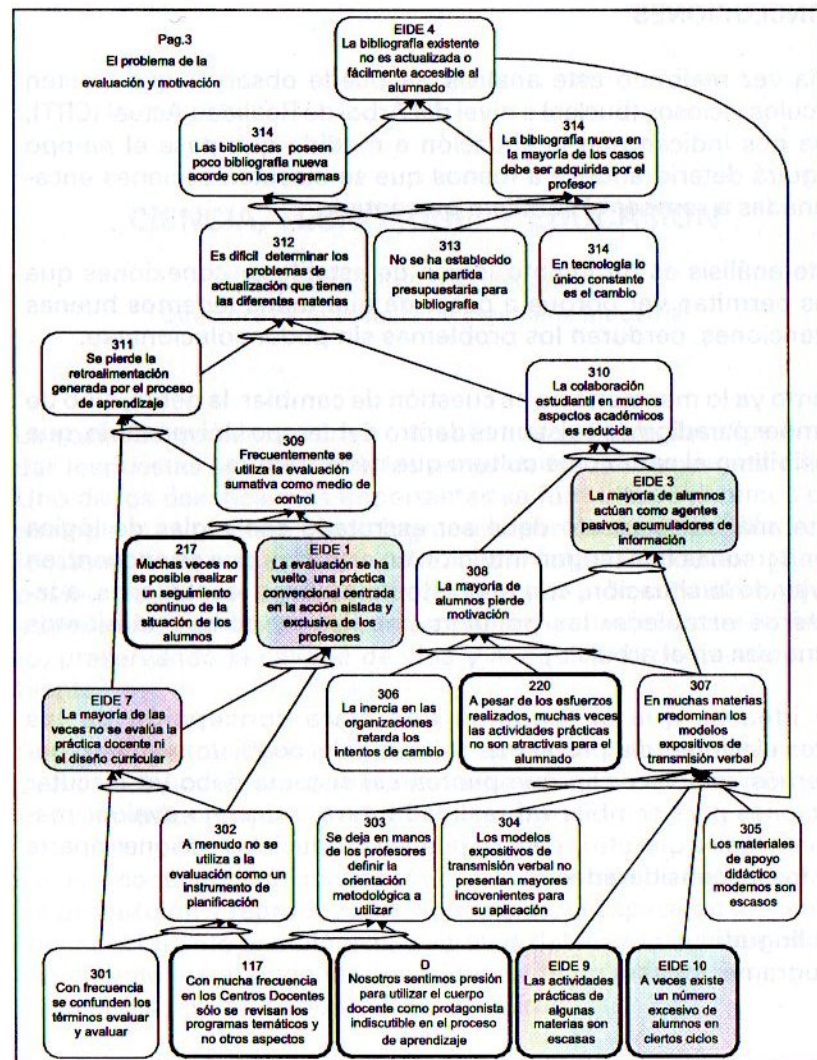 Pag.3
El problema de la
evaluación y motivación
EIDE 4
La bibliografía existente
no es actualizada o
fácilmente accesible al
alumnado
314
Las bibliotecas poseen
poco bibliografía nueva
acorde con los programas
314
La bibliografía nueva en
la mayoría de los casos
debe ser adquirida por el
profesor
312
Es difícil determinar los
problemas de
actualización que tienen
las diferentes materias
313
No se ha establecido
una partida
presupuestaria para
bibliografía
314
En tecnología lo
único constante
es el cambio
311
Se pierde la
retroalimentación
generada por el proceso
de aprendizaje
310
La colaboración
estudiantil en muchos
aspectos académicos
es reducida
309
Frecuentemente se
utiliza la evaluación
sumativa como medio de
control
EIDE 3
La mayoría de alumnos
actúan como agentes
pasivos, acumuladores de
información
217
Muchas veces no
es posible realizar
un seguimiento
continuo de la
situación de los
alumnos
EIDE 1
La evaluación se ha
vuelto una práctica
convencional centrada
en la acción aislada y
exclusiva de los
profesores
308
La mayoría de
alumnos pierde
motivación
EIDE 7
La mayoría de las
veces no se evalúa la
práctica docente ni
el diseño curricular
306
La inercia en las
organizaciones
retarda los
intentos de cambio
220
A pesar de los esfuerzos
realizados, muchas veces
las actividades prácticas
no son atractivas para el
alumnado
307
En muchas materias
predominan los
modelos
expositivos de
transmisión verbal
302
A menudo no se
utiliza a la
evaluación como un
instrumento de
planificación
303
Se deja en manos
de los profesores
definir la
orientación
metodológica a
utilizar
304
Los modelos
expositivos de
transmisión verbal no
presentan mayores
incovenientes para
su aplicación
305
Los materiales
de apoyo
didáctico
modernos son
escasos
301
Con frecuencia
se confunden los
términos evaluar y
avaluar
117
Con mucha frecuencia
en los Centros Docentes
sólo se revisan los
programas temáticos y
no otros aspectos
D
Nosotros sentimos presión
para utilizar el cuerpo
docente como protagonista
indiscutible en el proceso
de aprendizaje
EIDE 9
Las actividades
prácticas de
algunas
materias son
escasas
EIDE 10
A veces existe
un número
excesivo de
alumnos en
ciertos ciclos